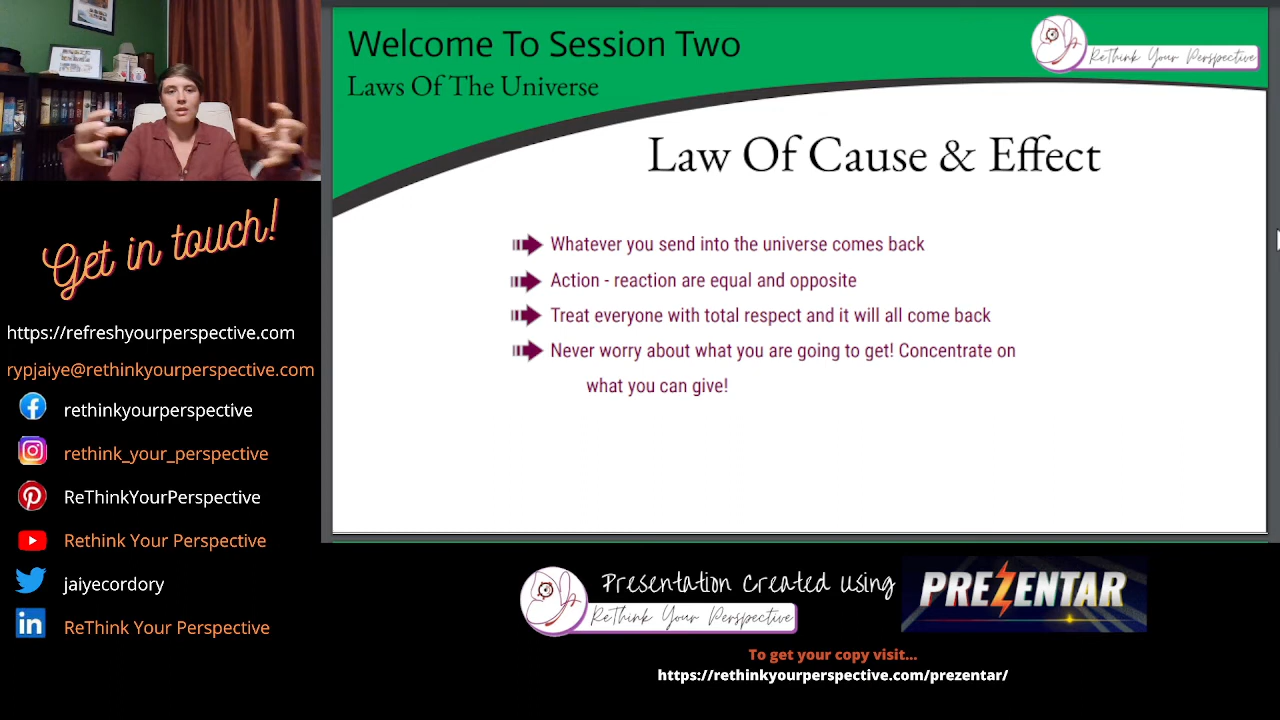 Welcome To Session Two
Laws Of The Universe
ReThink Your Perspective
Law Of Cause & Effect
Whatever you send into the universe comes back
Action - reaction are equal and opposite
Treat everyone with total respect and it will all come back
Never worry about what you are going to get! Concentrate on
what you can give!
Get in touch!
https://refreshyourperspective.com
rypjaiye@rethinkyourperspective.com
rethinkyourperspective
rethink_your_perspective
ReThinkYourPerspective
Rethink Your Perspective
jaiyecordory
in
ReThink Your Perspective
Presentation Created Using
ReThink Your Perspective
PREZENTAR
To get your copy visit...
https://rethinkyourperspective.com/prezentar/